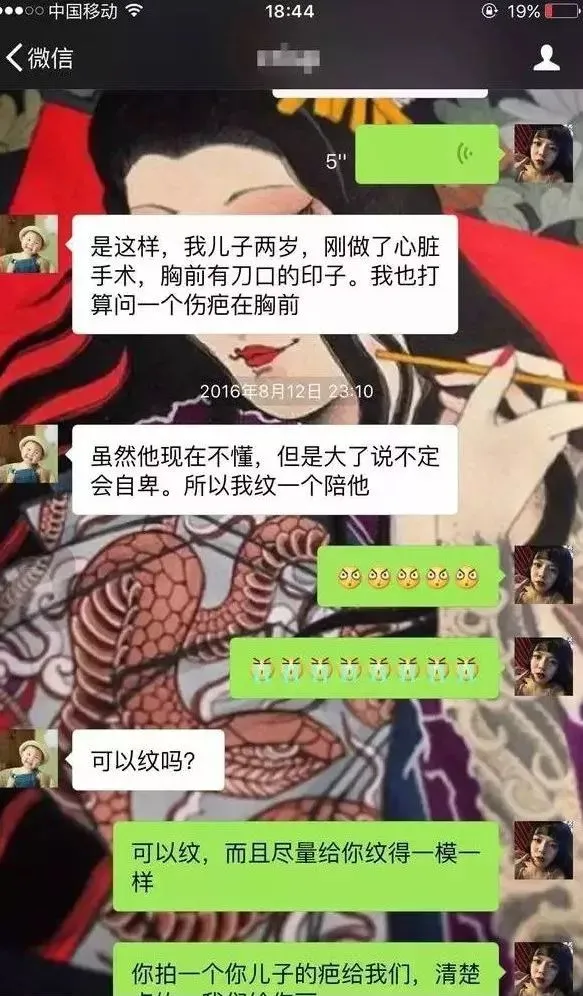 中国移动
18:44
19%
微信
5"
是这样，我儿子两岁，刚做了心脏
手术，胸前有刀口的印子。我也打
算问一个伤疤在胸前
2016年8月12日 23:10
虽然他现在不懂，但是大了说不定
会自卑。所以我纹一个陪他
可以纹吗？
可以纹，而且尽量给你纹得一模一
样
你拍一个你儿子的疤给我们，清楚